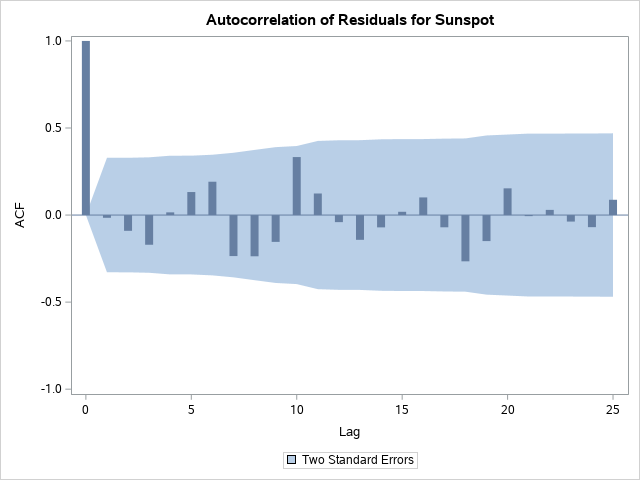 Autocorrelation of Residuals for Sunspot
1.0
0.5
0.0
-0.5
-1.0
ACF
0 5 10 15 20 25
Lag
Two Standard Errors